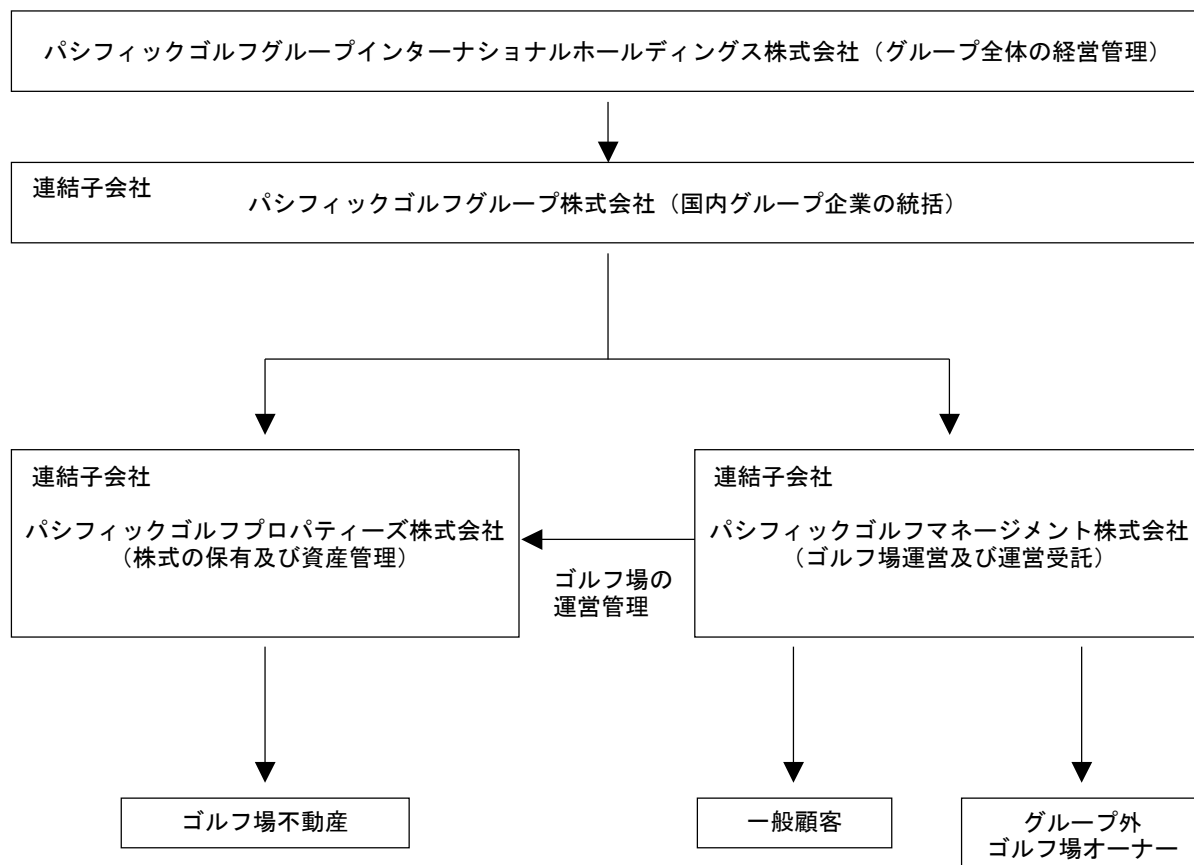 パシフィックゴルフグループインターナショナルホールディングス株式会社（グループ全体の経営管理）
連結子会社
パシフィックゴルフグループ株式会社（国内グループ企業の統括）
連結子会社
パシフィックゴルフプロパティーズ株式会社
（株式の保有及び資産管理）
ゴルフ場の
運営管理
連結子会社
パシフィックゴルフマネージメント株式会社
（ゴルフ場運営及び運営受託）
ゴルフ場不動産
一般顧客
グループ外
ゴルフ場オーナー